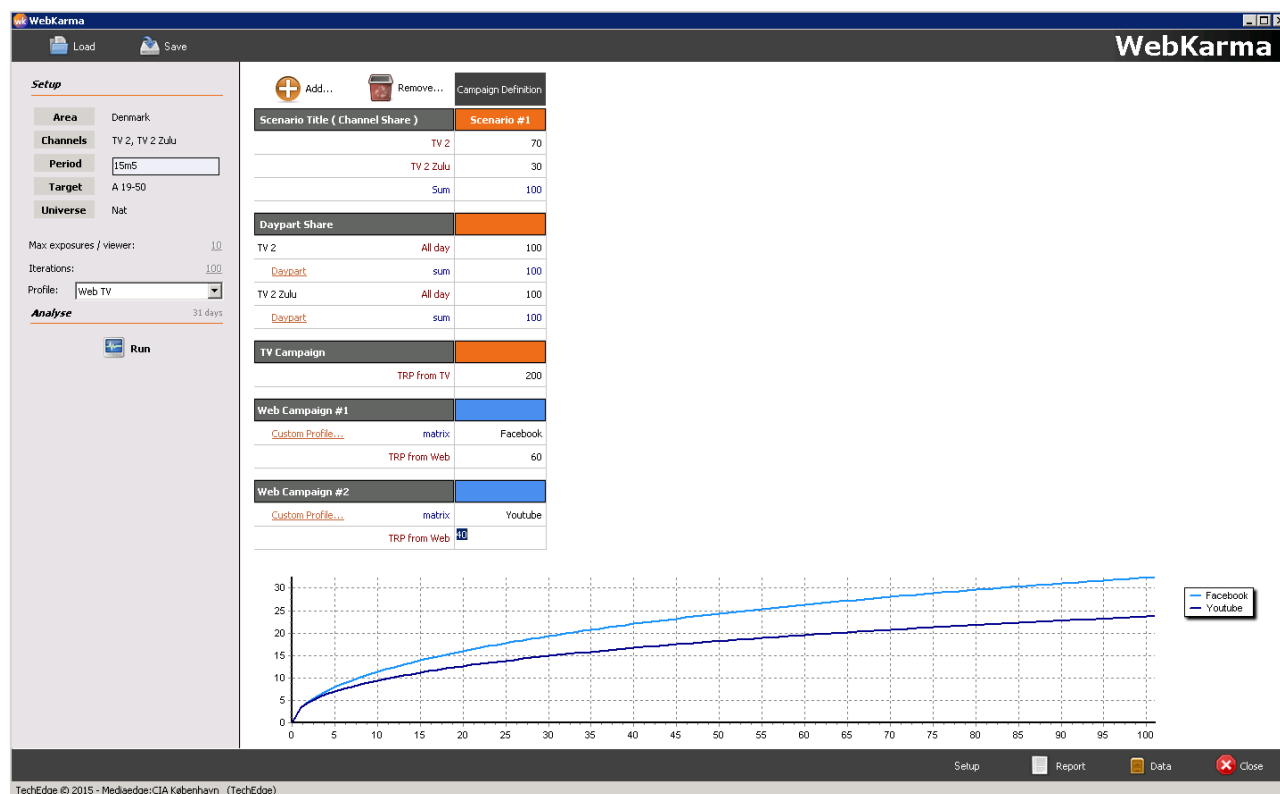 WebKarma
Load Save WebKarma
Setup
Area Denmark
Channels TV 2, TV 2 Zulu
Period 15m5
Target A 19-50
Universe Nat
Max exposures / viewer: 10
Iterations: 100
Profile: Web TV
Analyse 31 days
Run
Add... Remove... Campaign Definition
Scenario Title ( Channel Share ) Scenario #1
TV 2 70
TV 2 Zulu 30
Sum 100
Daypart Share
TV 2 All day 100
Daypart sum 100
TV 2 Zulu All day 100
Daypart sum 100
TV Campaign
TRP from TV 200
Web Campaign #1
Custom Profile... matrix Facebook
TRP from Web 60
Web Campaign #2
Custom Profile... matrix Youtube
TRP from Web 40
30
25
20
15
10
5
0
0 5 10 15 20 25 30 35 40 45 50 55 60 65 70 75 80 85 90 95 100
Facebook
Youtube
Setup Report Data Close
TechEdge © 2015 - Mediaedge:CIA København (TechEdge)